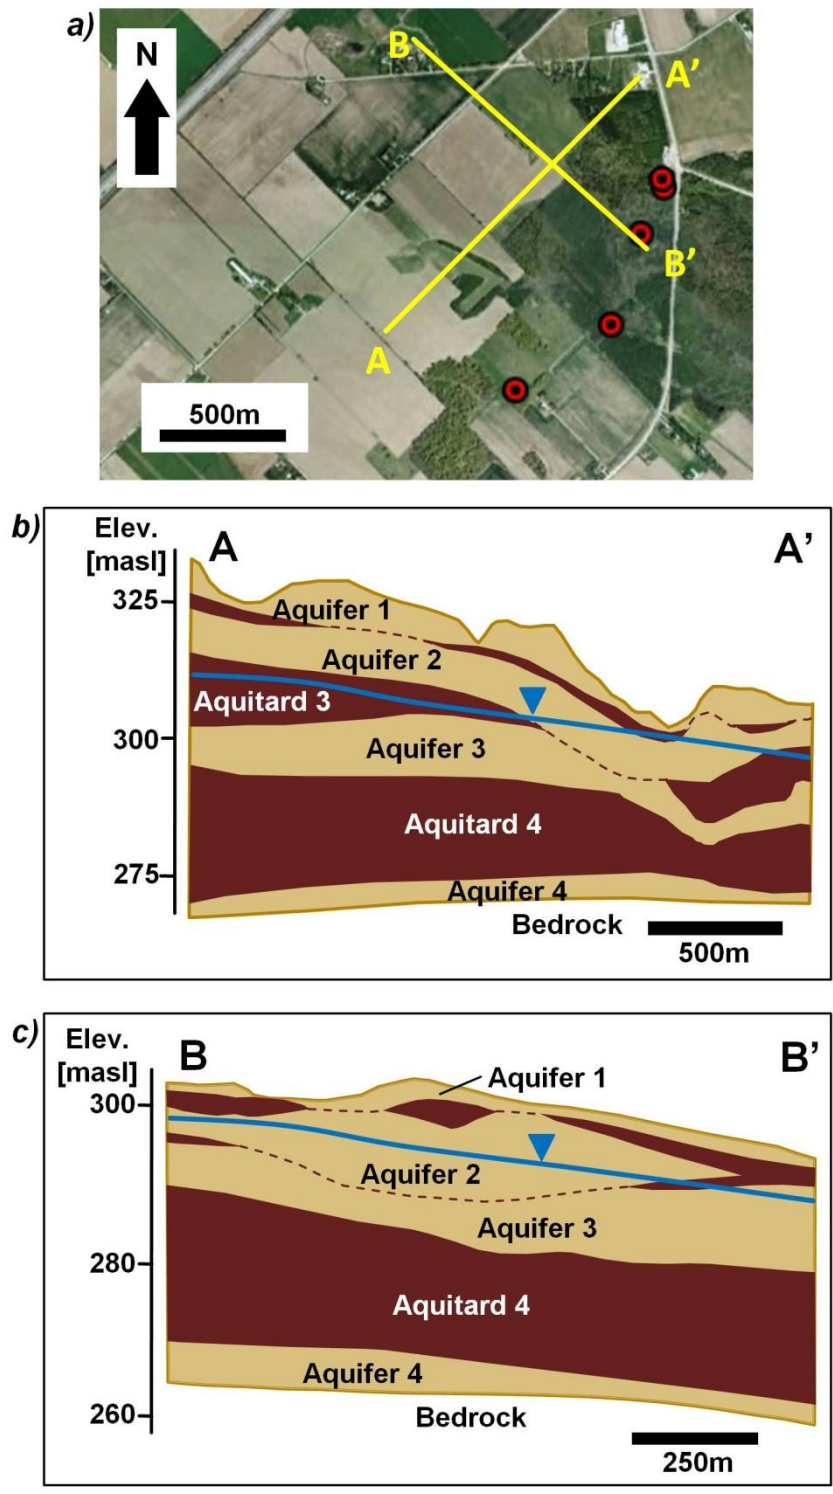 a)
N
B
A'
B'
A
500m
b)
Elev.
[masl]
A
A'
325
Aquifer 1
Aquifer 2
Aquitard 3
300
Aquifer 3
Aquitard 4
275
Aquifer 4
Bedrock
500m
c)
Elev.
[masl]
B
B'
Aquifer 1
300
Aquifer 2
Aquifer 3
280
Aquitard 4
Aquifer 4
260
Bedrock
250m